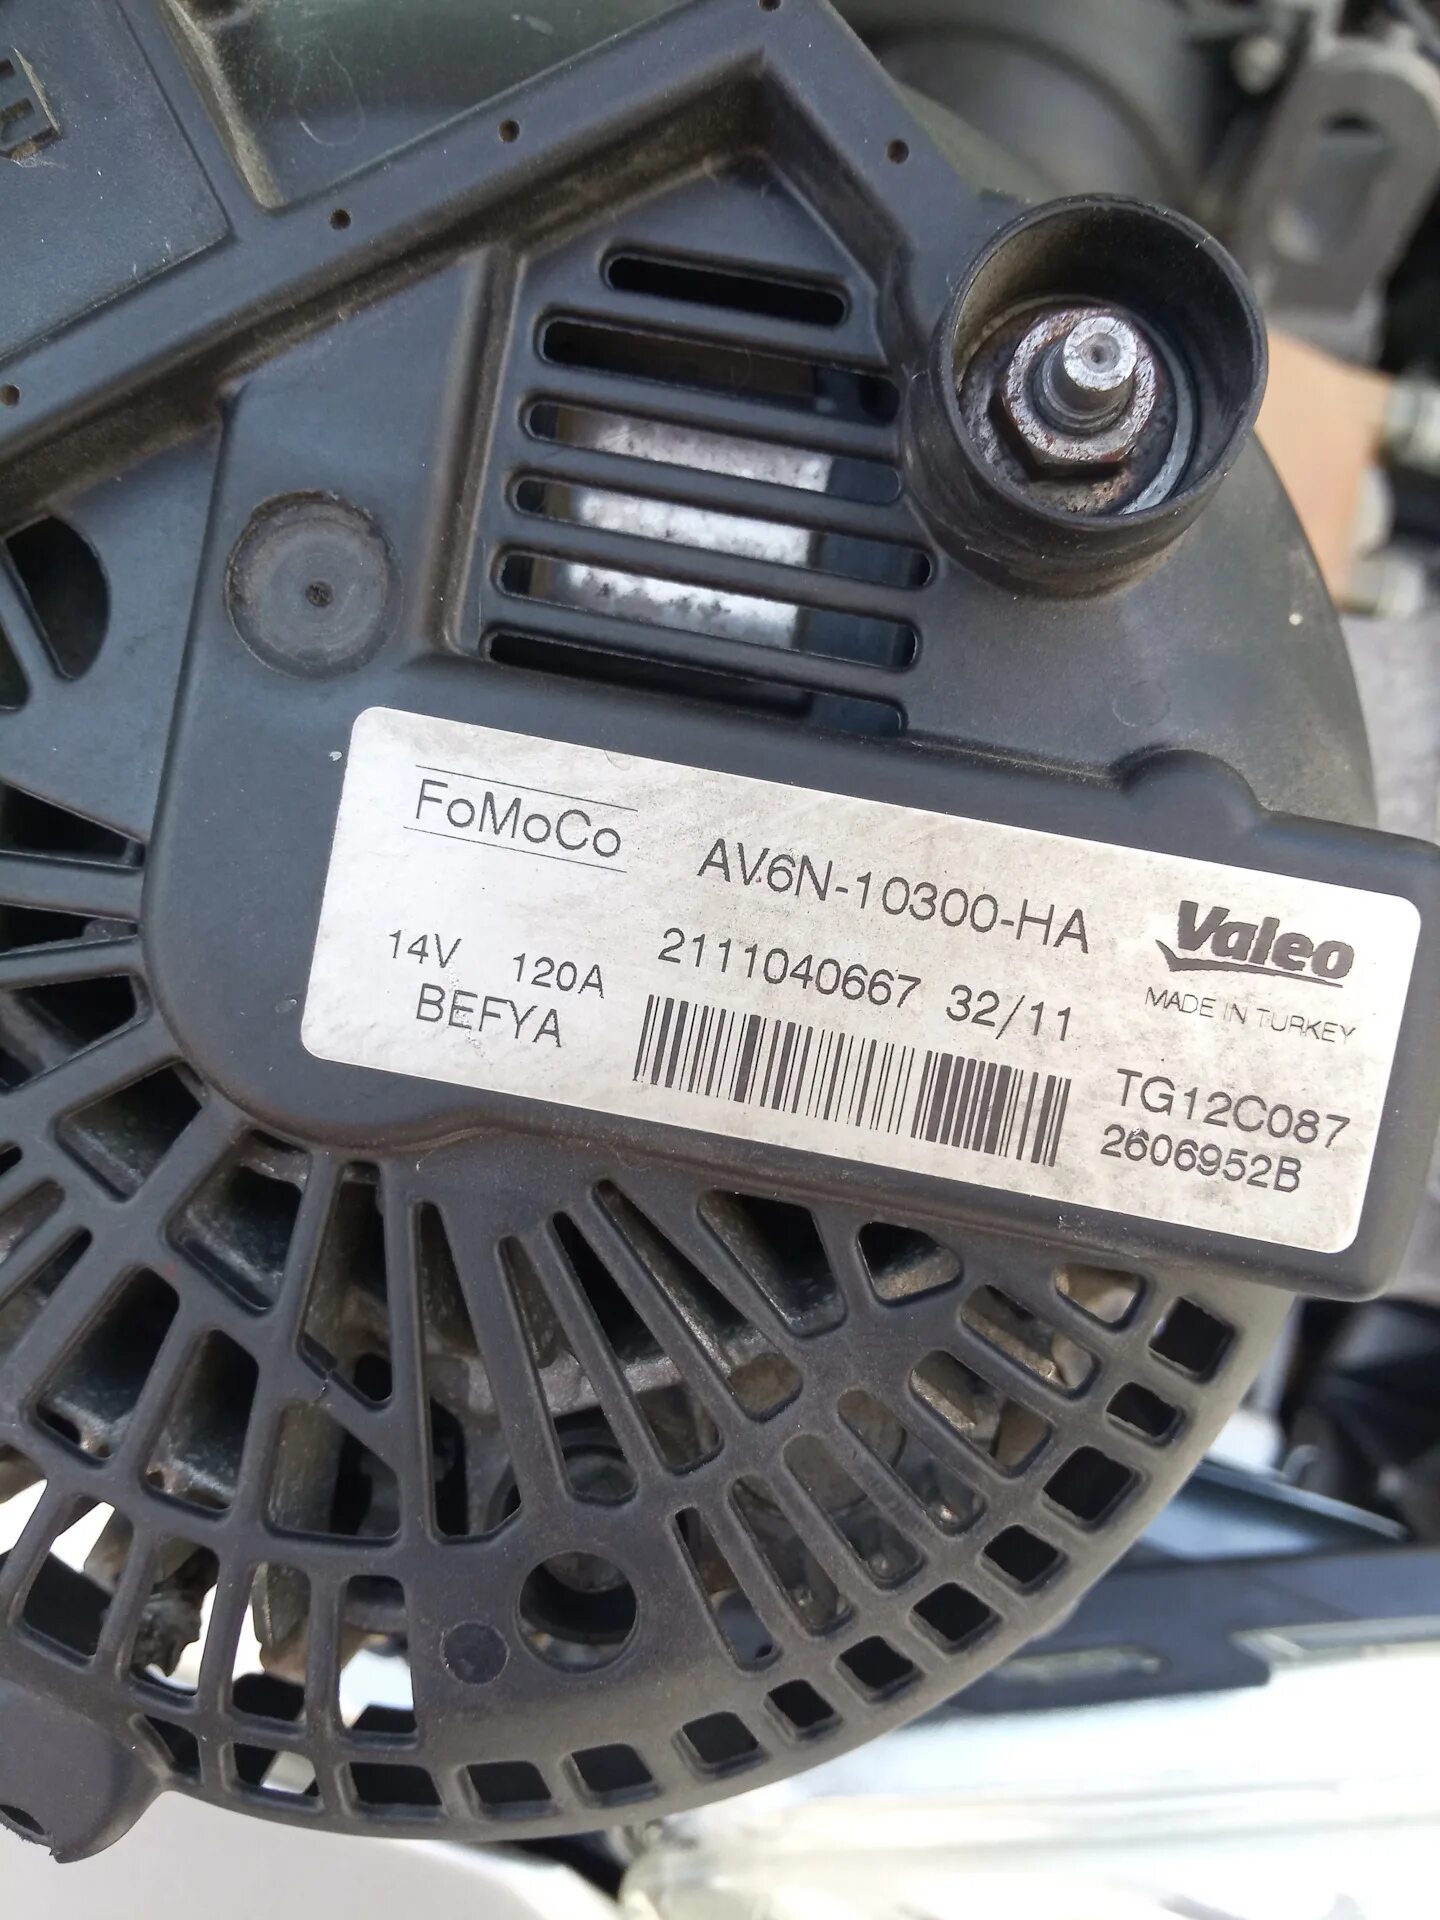 FoMoCo
AV6N-10300-HA
Valeo
MADE IN TURKEY
14V 120A
2111040667 32/11
BEFYA
TG12C087
2606952B